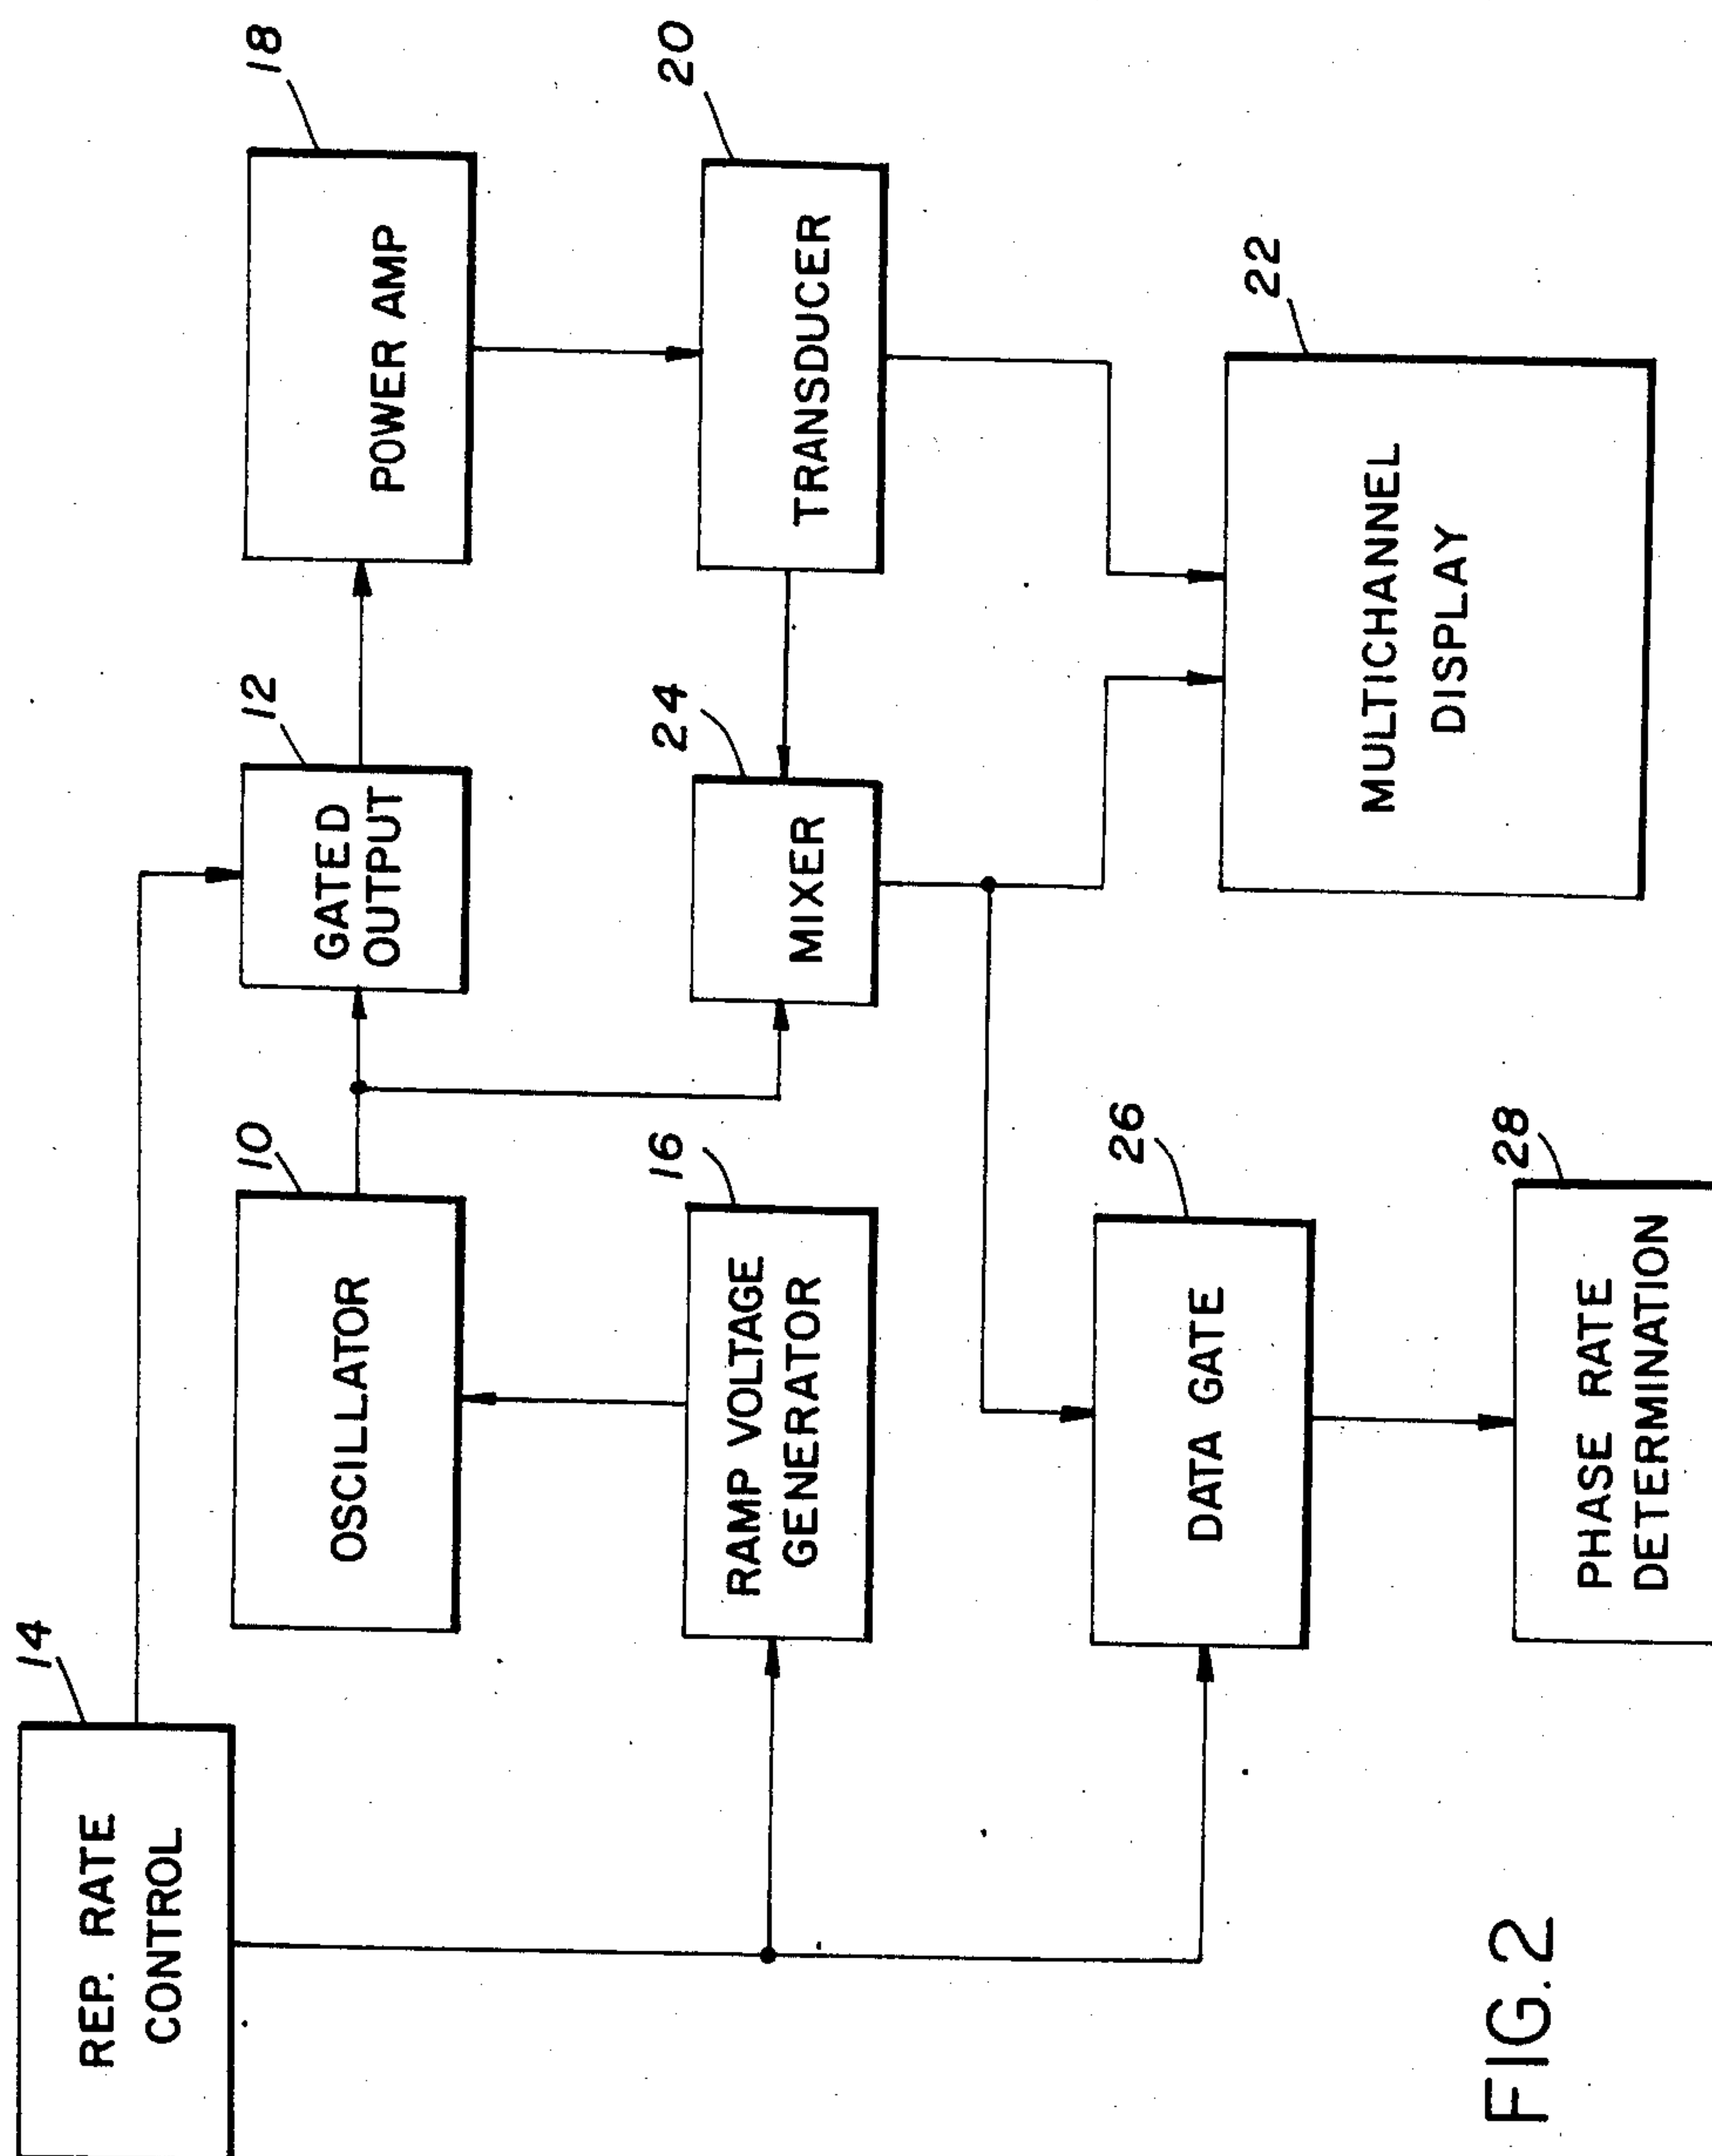 14
REP. RATE
CONTROL
10
OSCILLATOR
12
GATED
OUTPUT
18
POWER AMP
16
RAMP VOLTAGE
GENERATOR
24
MIXER
20
TRANSDUCER
26
DATA GATE
22
MULTICHANNEL
DISPLAY
28
PHASE RATE
DETERMINATION
FIG. 2